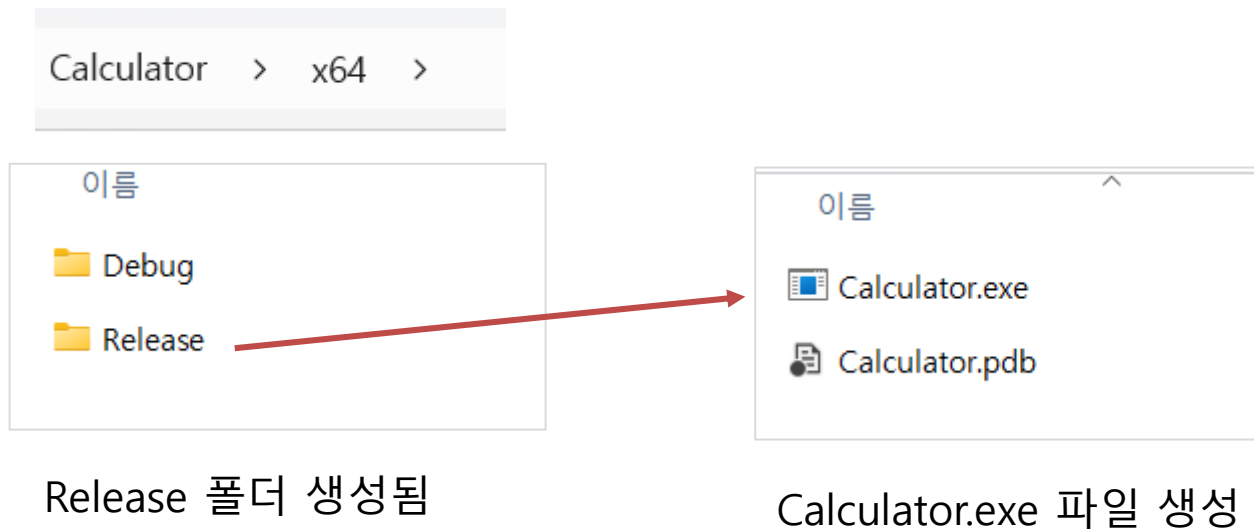 Calculator > x64 >
이름
Debug
Release
Release 폴더 생성됨
이름
Calculator.exe
Calculator.pdb
Calculator.exe 파일 생성